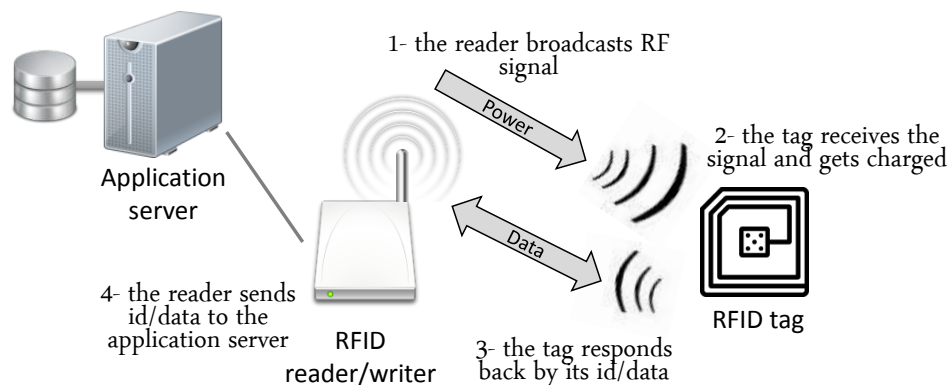 1- the reader broadcasts RF
signal
Power
2- the tag receives the
signal and gets charged
Application
server
Data
4- the reader sends
id/data to the
application server
RFID
reader/writer
RFID tag
3- the tag responds
back by its id/data